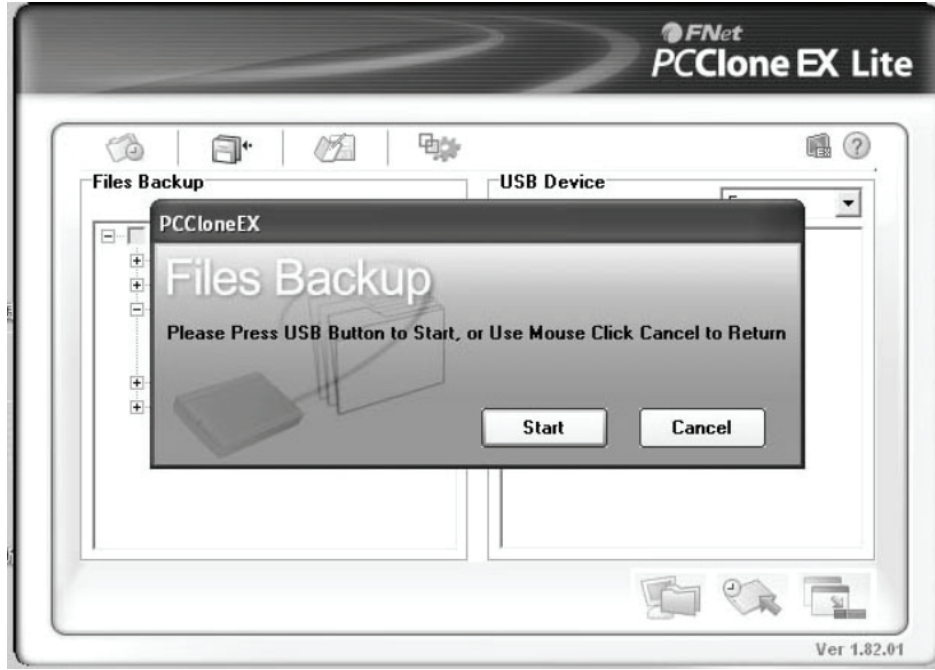 FNet
PCClone EX Lite
EX
?
Files Backup
USB Device
PCCloneEX
Files Backup
Please Press USB Button to Start, or Use Mouse Click Cancel to Return
Start
Cancel
Ver 1.82.01